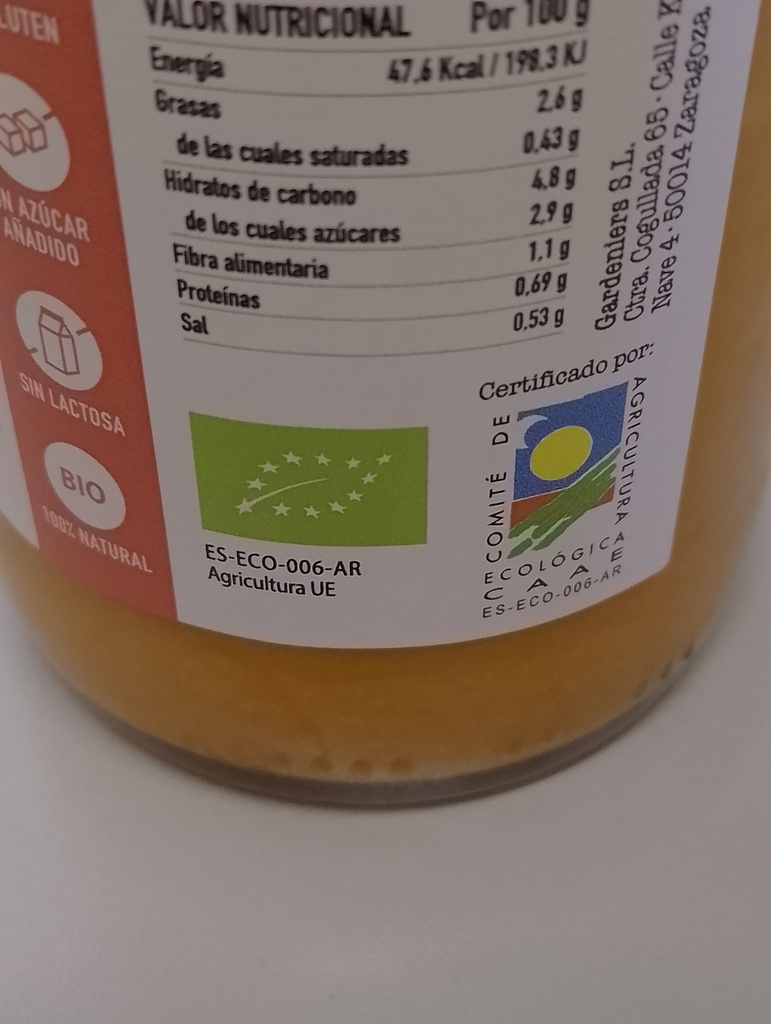 LUTEN
N AZÚCAR
AÑADIDO
SIN LACTOSA
BIO
100% NATURAL
VALOR NUTRICIONAL Por 100 g
Energía 47,6 Kcal / 198,3 KJ
Grasas 2,6 g
de las cuales saturadas 0,43 g
Hidratos de carbono 4,8 g
de los cuales azúcares 2,9 g
Fibra alimentaria 1,1 g
Proteínas 0,69 g
Sal 0,53 g
Gardeniers S.L.
Ctra. Cogullada 65 · Calle K
Nave 4 · 50014 Zaragoza
ES-ECO-006-AR
Agricultura UE
Certificado por:
COMITÉ DE
AGRICULTURA
ECOLÓGICA
CAAE
ES-ECO-006-AR